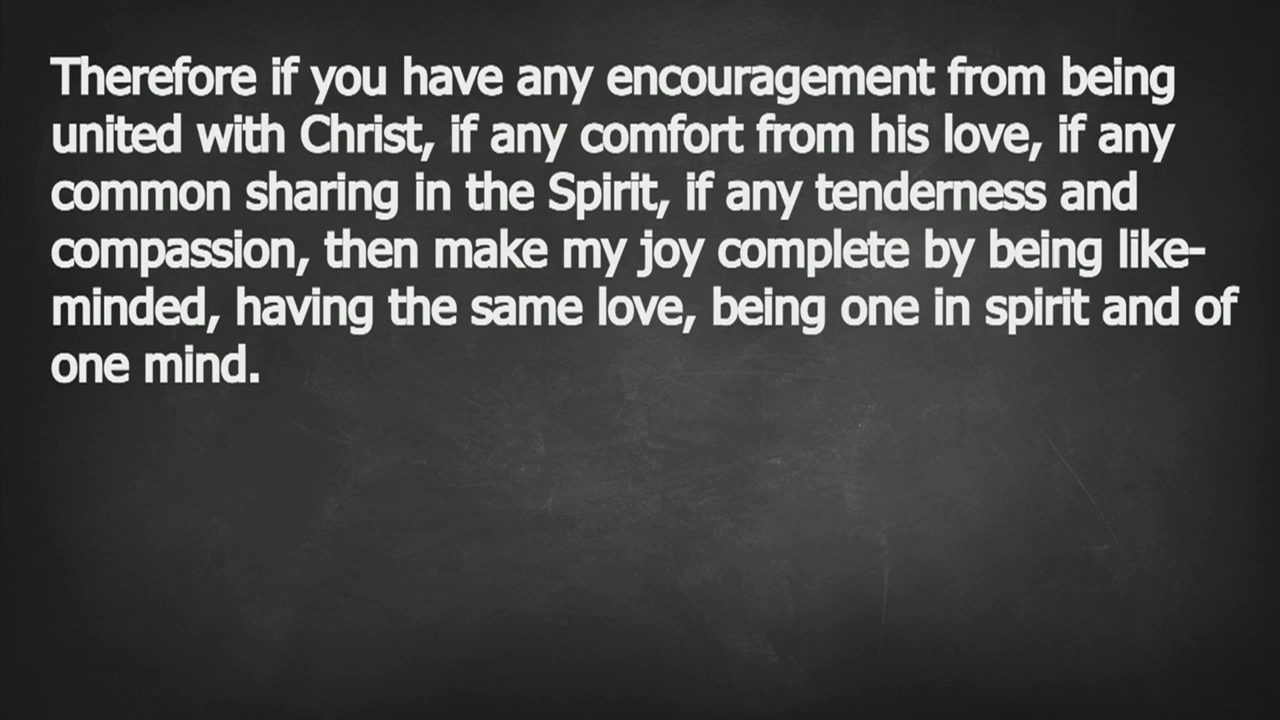 Therefore if you have any encouragement from being
united with Christ, if any comfort from his love, if any
common sharing in the Spirit, if any tenderness and
compassion, then make my joy complete by being like-
minded, having the same love, being one in spirit and of
one mind.